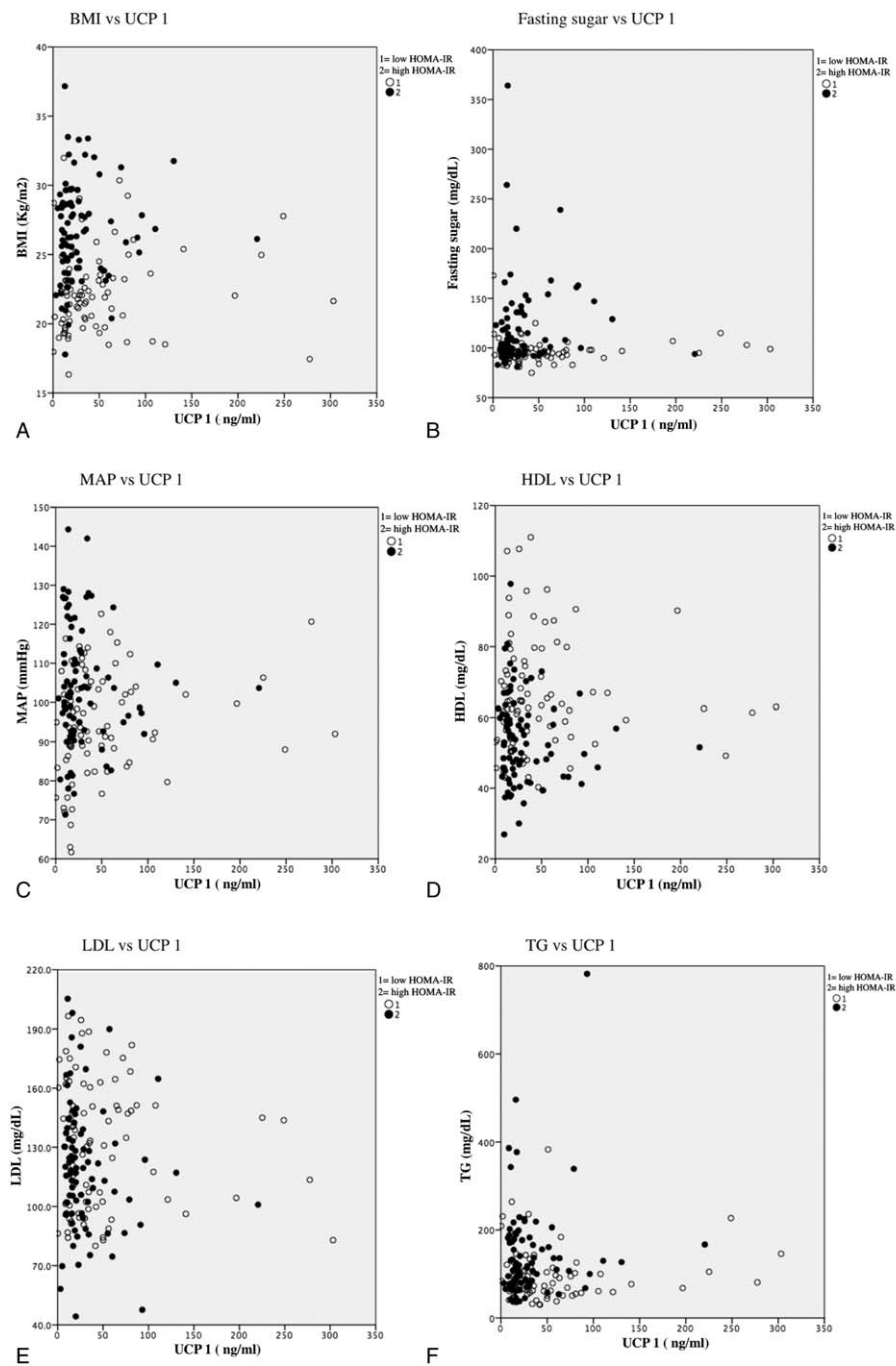 BMI vs UCP 1
40
35
30
25
20
15
BMI (Kg/m2)
0
50
100
150
200
250
300
350
UCP 1 ( ng/ml)
1= low HOMA-IR
2= high HOMA-IR
1
2
A
Fasting sugar vs UCP 1
400
350
300
250
200
150
100
50
Fasting sugar (mg/dL)
0
50
100
150
200
250
300
350
UCP 1 ( ng/ml)
1= low HOMA-IR
2= high HOMA-IR
1
2
B
MAP vs UCP 1
150
140
130
120
110
100
90
80
70
60
MAP (mmHg)
0
50
100
150
200
250
300
350
UCP 1 ( ng/ml)
1= low HOMA-IR
2= high HOMA-IR
1
2
C
HDL vs UCP 1
120
100
80
60
40
20
HDL (mg/dL)
0
50
100
150
200
250
300
350
UCP 1 (ng/ml)
1= low HOMA-IR
2= high HOMA-IR
1
2
D
LDL vs UCP 1
220.0
190.0
160.0
130.0
100.0
70.0
40.0
LDL (mg/dL)
0
50
100
150
200
250
300
350
UCP 1 ( ng/ml)
1= low HOMA-IR
2= high HOMA-IR
1
2
E
TG vs UCP 1
800
600
400
200
0
TG (mg/dL)
0
50
100
150
200
250
300
350
UCP 1 ( ng/ml)
1= low HOMA-IR
2= high HOMA-IR
1
2
F